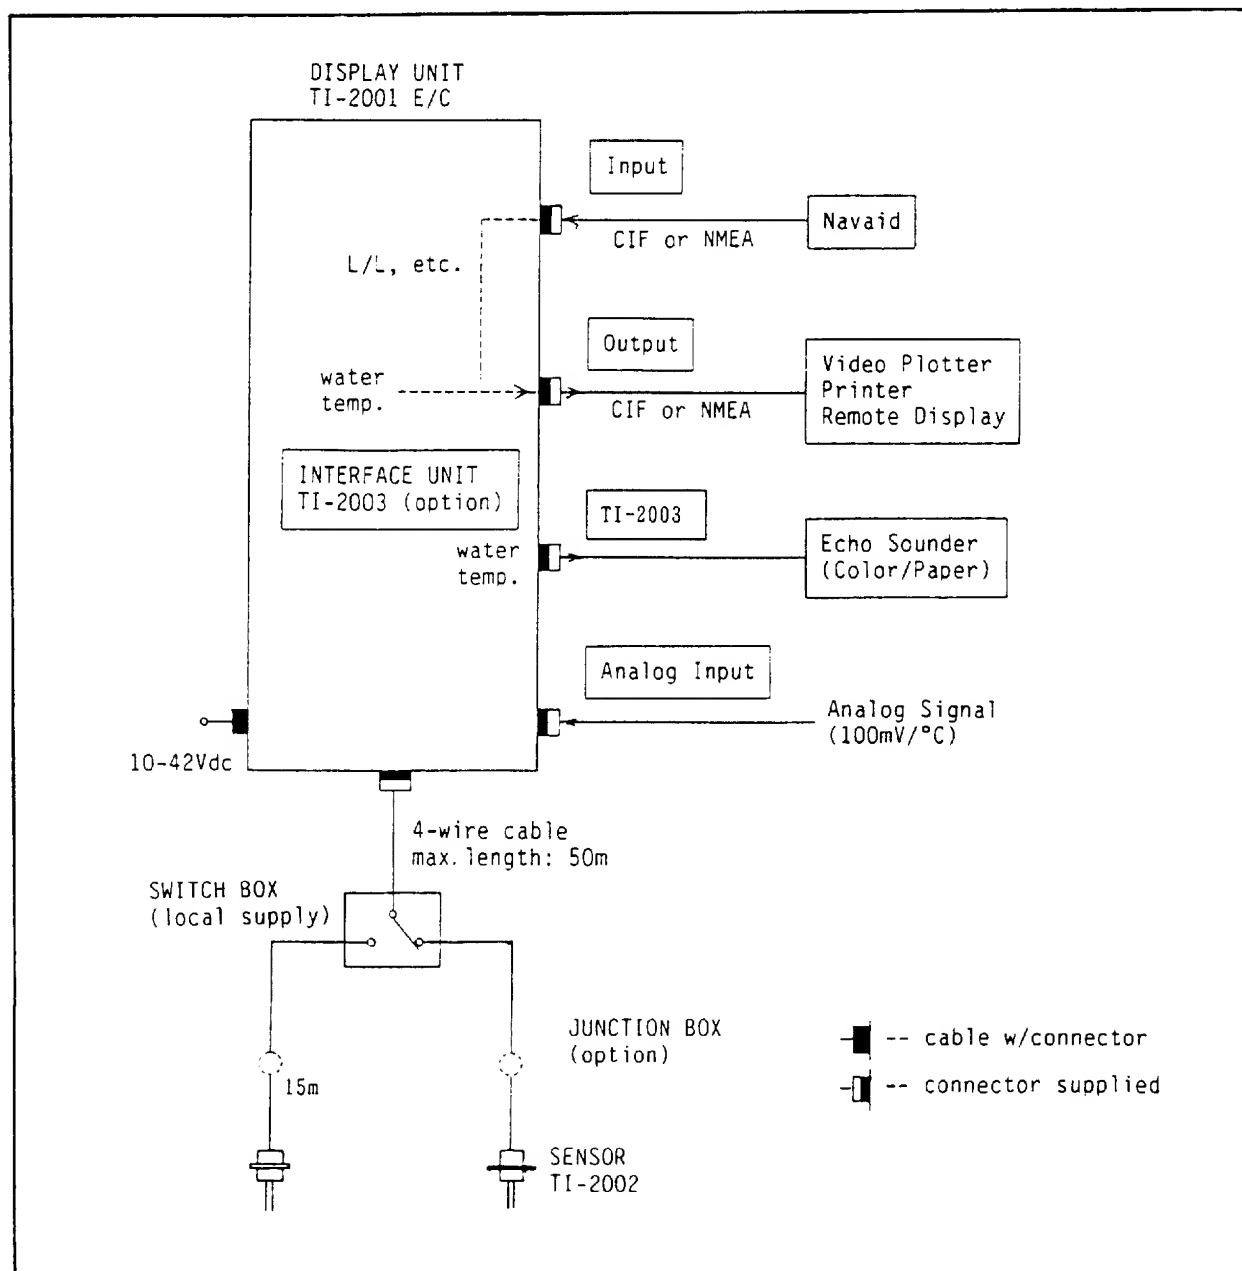 DISPLAY UNIT
TI-2001 E/C
Input
Navaid
CIF or NMEA
L/L, etc.
Output
Video Plotter
Printer
Remote Display
water
temp.
CIF or NMEA
INTERFACE UNIT
TI-2003 (option)
TI-2003
water
temp.
Echo Sounder
(Color/Paper)
Analog Input
Analog Signal
(100mV/°C)
10-42Vdc
4-wire cable
max. length: 50m
SWITCH BOX
(local supply)
JUNCTION BOX
(option)
15m
-- cable w/connector
-- connector supplied
SENSOR
TI-2002